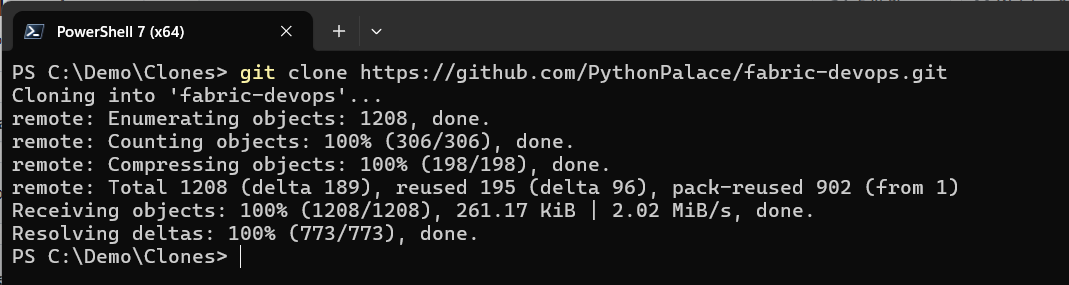 PowerShell 7 (x64)
PS C:\Demo\Clones> git clone https://github.com/PythonPalace/fabric-devops.git
Cloning into 'fabric-devops'...
remote: Enumerating objects: 1208, done.
remote: Counting objects: 100% (306/306), done.
remote: Compressing objects: 100% (198/198), done.
remote: Total 1208 (delta 189), reused 195 (delta 96), pack-reused 902 (from 1)
Receiving objects: 100% (1208/1208), 261.17 KiB | 2.02 MiB/s, done.
Resolving deltas: 100% (773/773), done.
PS C:\Demo\Clones>